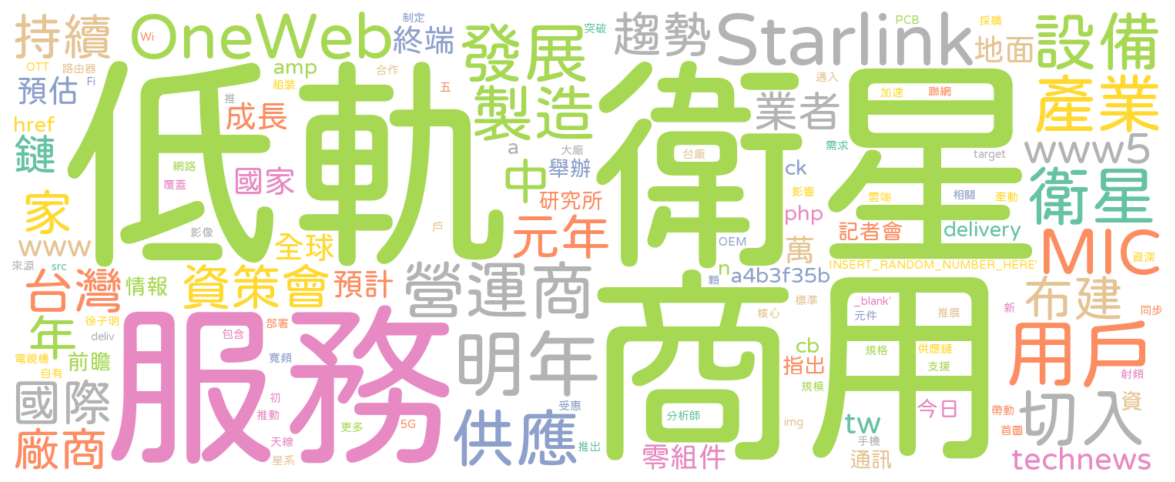 持續
OneWeb
制定
終端
發展
突破
趨勢
Starlink
PCB
採購
地面
設備
Wi
OTT
路由器
Fi
預估
amp
組裝
合作
低軌
衛星
五
製造
業者
邁入
加速
聯網
產業
href
推
成長
鏈
a
大廠
舉辦
中
ck
台廠
需求
target
www5
網路
覆蓋
國家
研究所
影響
雲端
相關
牽動
衛星
家
php
www
影像
戶
元年
萬
記者會
delivery
全球
OEM
INSERT_RANDOM_NUMBER_HERE'
MIC
資深
來源
src
台灣
情報
資策會
預計
營運商
n
顆
a4b3f35b
標準
_blank'
布建
年
徐子明
deliv
部署
包含
服務
明年
商用
核心
元件
推展
新
同步
電視機
自有
前瞻
寬頻
cb
指出
規格
供應鏈
支援
用戶
射頻
國際
初
推動
更多
5G
受惠
供應
規模
分析師
img
今日
帶動
首圖
切入
資
廠商
天線
星系
推出
零組件
tw
手機
通訊
technews